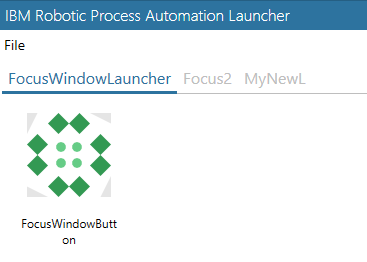 IBM Robotic Process Automation Launcher
File
FocusWindowLauncher Focus2 MyNewL
FocusWindowButt
on